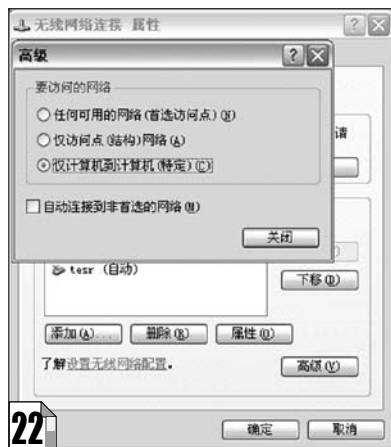 无线网络连接 属性
高级
要访问的网络
任何可用的网络(首选访问点)(N)
仅访问点(结构)网络(A)
仅计算机到计算机(特定)(C)
自动连接到非首选的网络(N)
关闭
请
tesr (自动)
下移(D)
添加(A)...
删除(R)
属性(O)
了解设置无线网络配置。
高级(V)
确定
取消
22